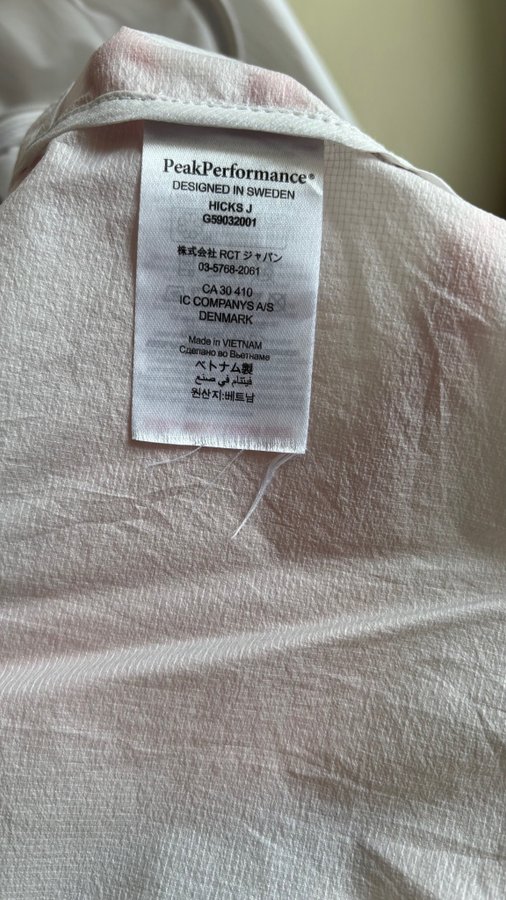 PeakPerformance®
DESIGNED IN SWEDEN
HICKS J
G59032001
株式会社 RCT ジャパン
03-5768-2061
CA 30 410
IC COMPANYS A/S
DENMARK
Made in VIETNAM
Сделано во Вьетнаме
ベトナム製
فيتنام في صنع
원산지:베트남